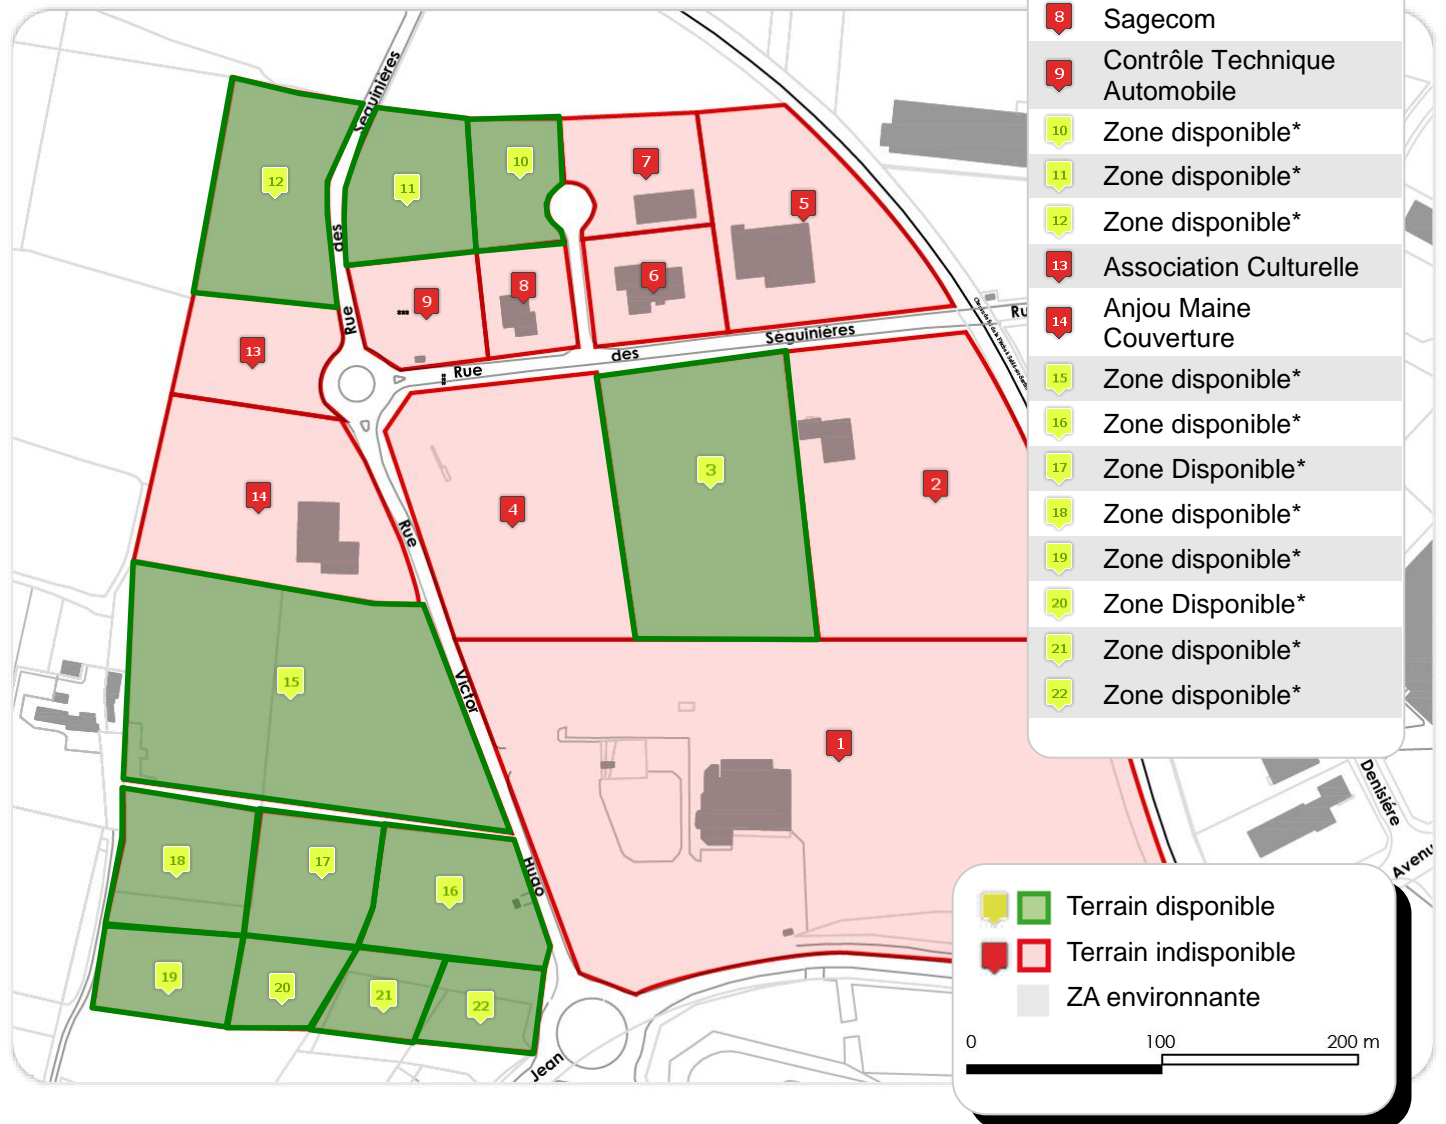 8 Sagecom
9 Contrôle Technique
Automobile
10 Zone disponible*
11 Zone disponible*
12 Zone disponible*
13 Association Culturelle
14 Anjou Maine
Couverture
15 Zone disponible*
16 Zone disponible*
17 Zone Disponible*
18 Zone disponible*
19 Zone disponible*
20 Zone Disponible*
21 Zone disponible*
22 Zone disponible*
Rue des Séguinières
12
11
10
7
5
9
8
6
13
Rue des Séguinières
Ru
14
4
3
2
15
1
Rue Victor Hugo
18
17
16
19
20
21
22
Jean
Denisiére
Avenu
Terrain disponible
Terrain indisponible
ZA environnante
0 100 200 m